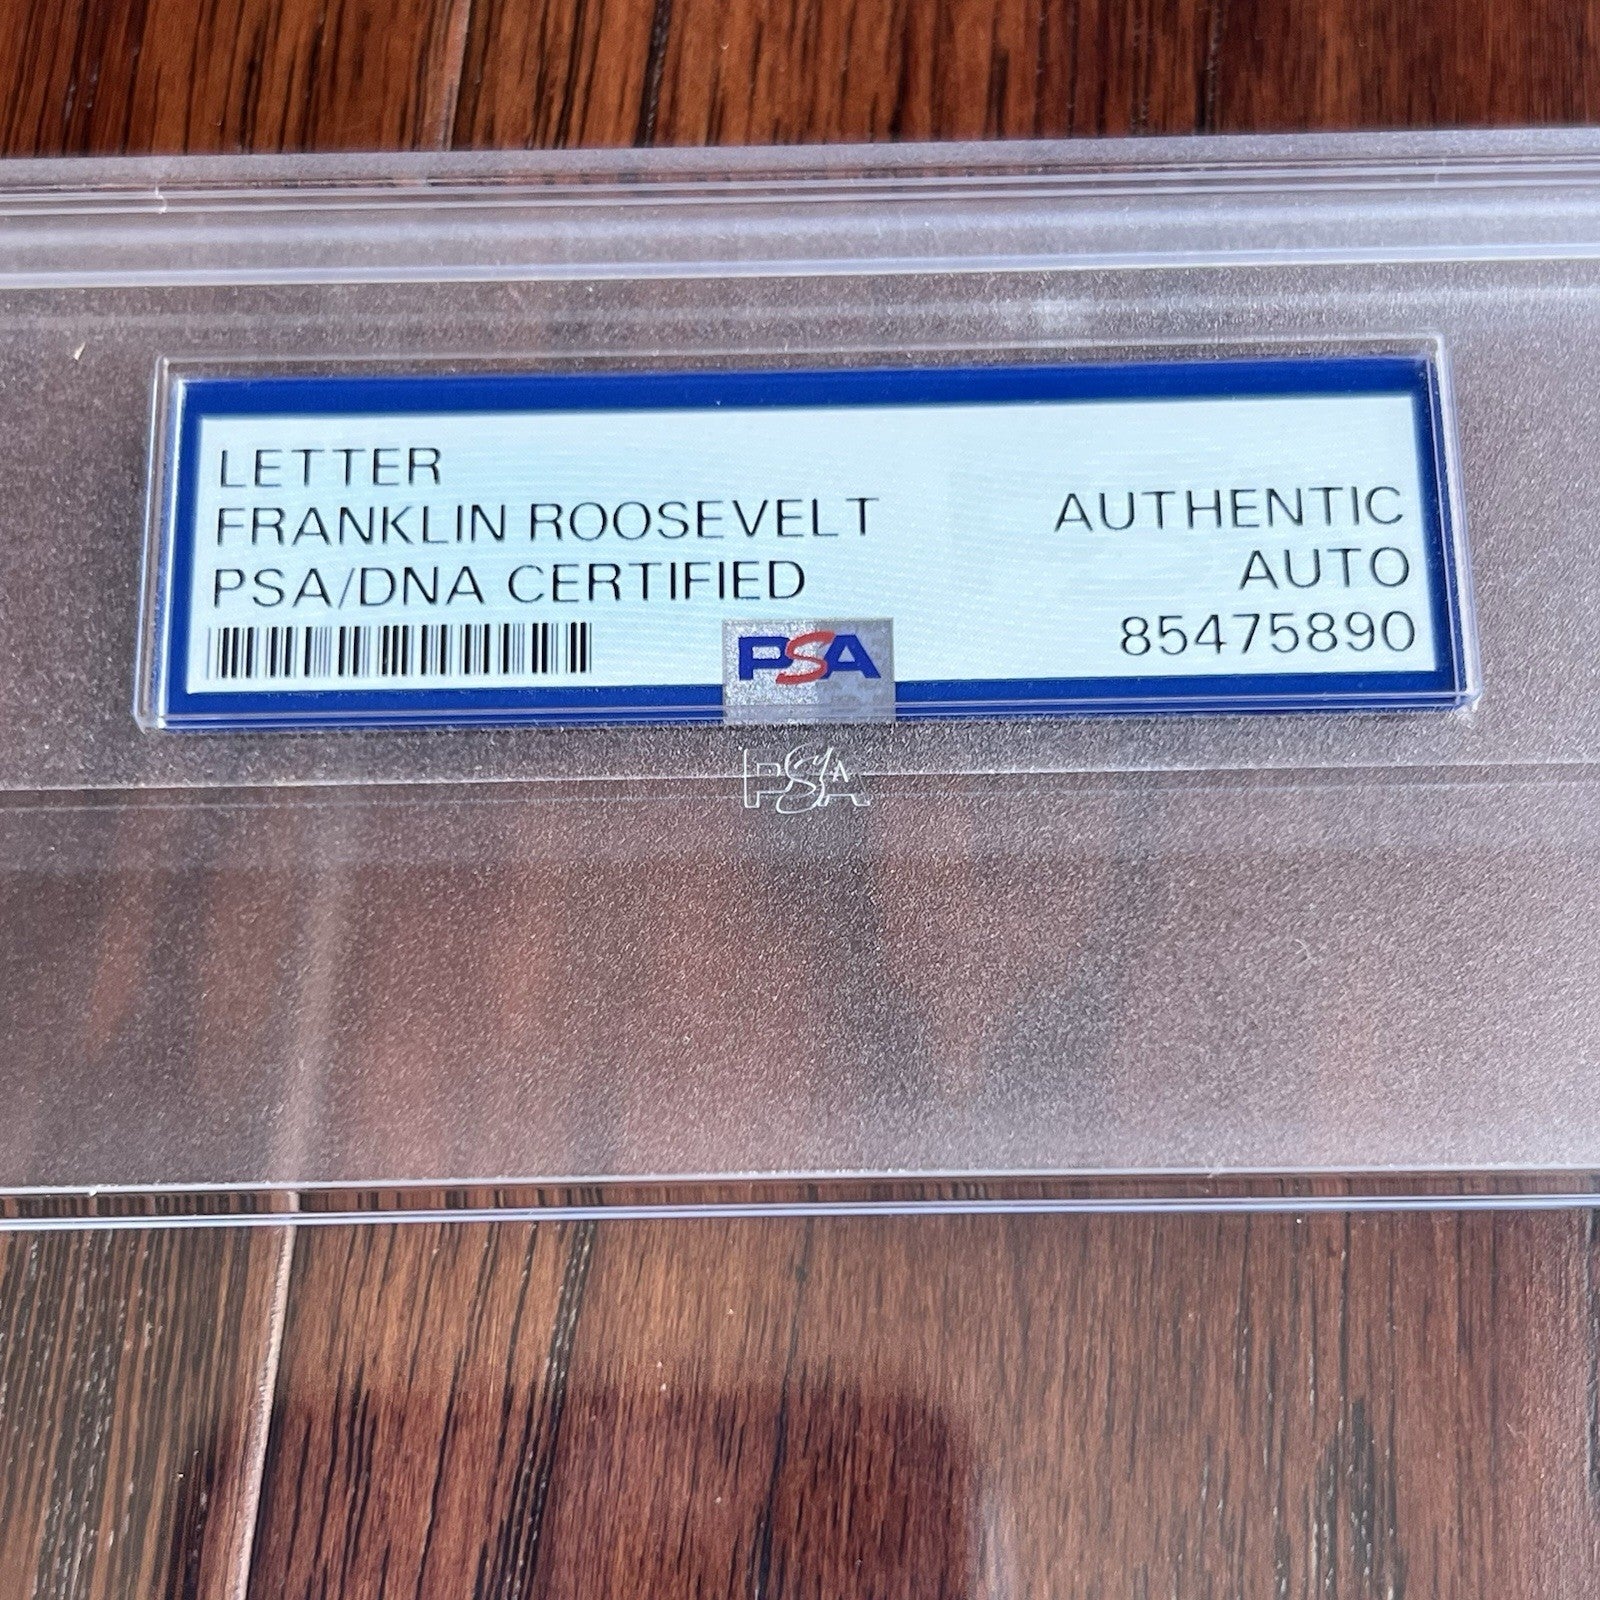 LETTER
FRANKLIN ROOSEVELT
PSA/DNA CERTIFIED
AUTHENTIC
AUTO
85475890
PSA
PSA